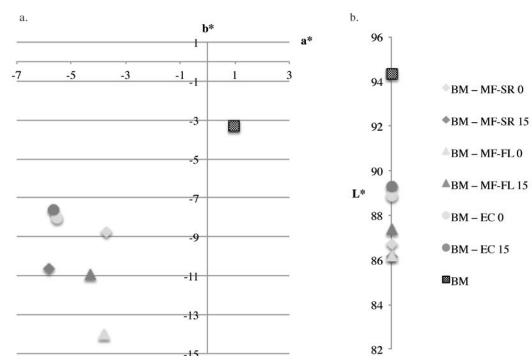 a.
b*
a*
1
-7 -5 -3 -1 1 3
-1
-3
-5
-7
-9
-11
-13
-15
b.
96
94
92
90
L*
88
86
84
82
BM – MF-SR 0
BM – MF-SR 15
BM – MF-FL 0
BM – MF-FL 15
BM – EC 0
BM – EC 15
BM